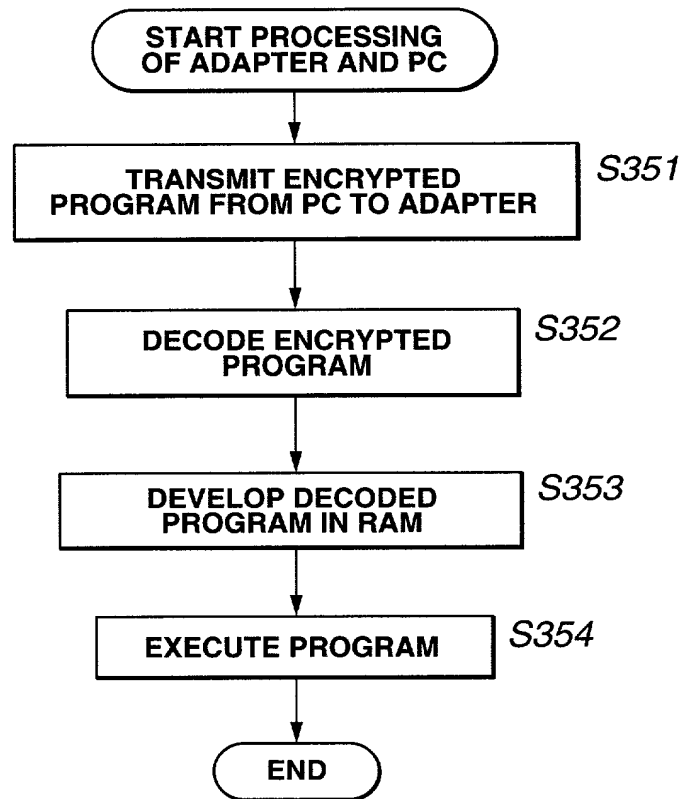 START PROCESSING
OF ADAPTER AND PC
TRANSMIT ENCRYPTED
PROGRAM FROM PC TO ADAPTER
S351
DECODE ENCRYPTED
PROGRAM
S352
DEVELOP DECODED
PROGRAM IN RAM
S353
EXECUTE PROGRAM
S354
END